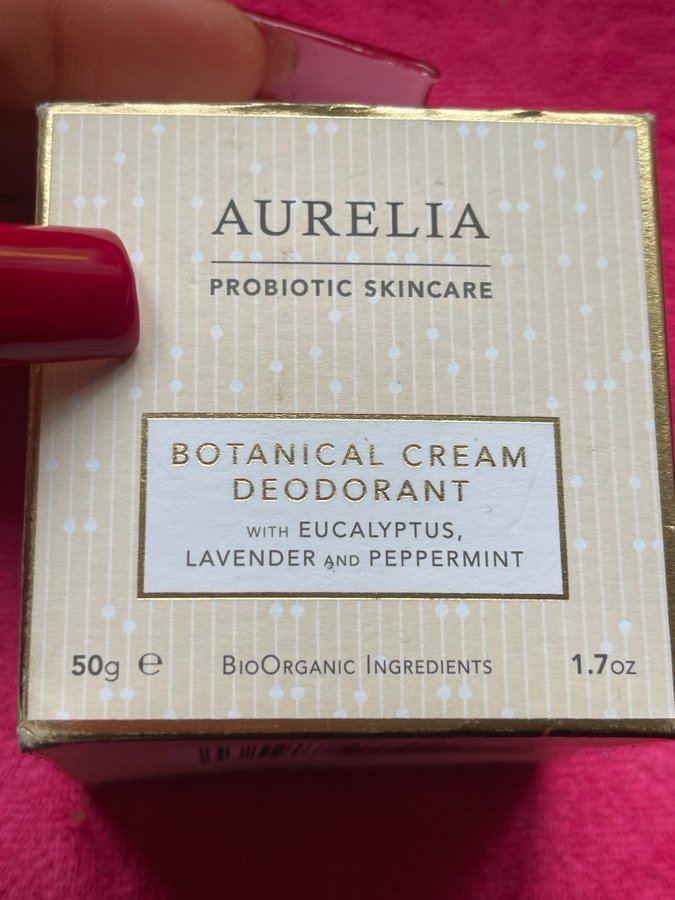 AURELIA
PROBIOTIC SKINCARE
BOTANICAL CREAM
DEODORANT
WITH EUCALYPTUS,
LAVENDER AND PEPPERMINT
50g ℮ BIOORGANIC INGREDIENTS 1.7OZ